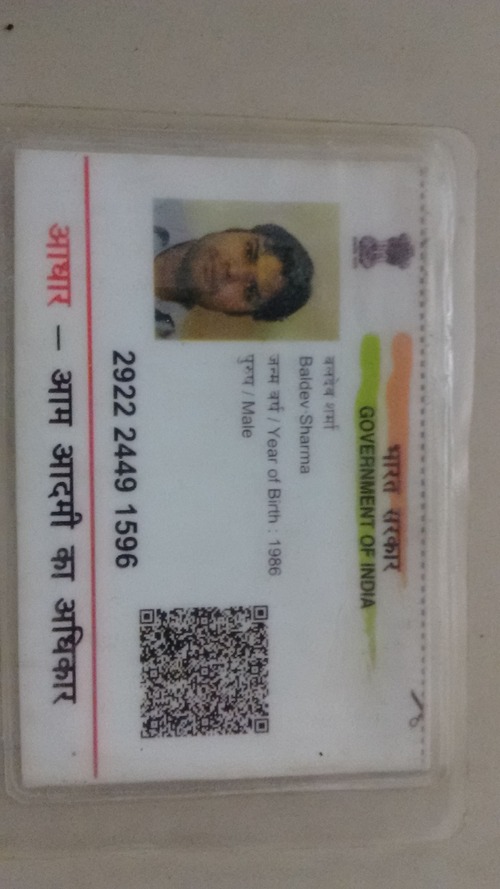 भारत सरकार
GOVERNMENT OF INDIA
बलदेव शर्मा
Baldev Sharma
जन्म वर्ष / Year of Birth : 1986
पुरुष / Male
2922 2449 1596
आधार – आम आदमी का अधिकार